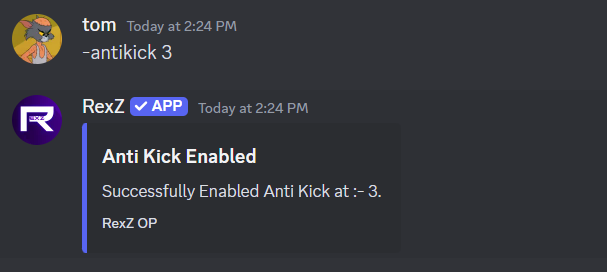 tom Today at 2:24 PM
-antikick 3
RexZ ✓ APP Today at 2:24 PM
Anti Kick Enabled
Successfully Enabled Anti Kick at :- 3.
RexZ OP